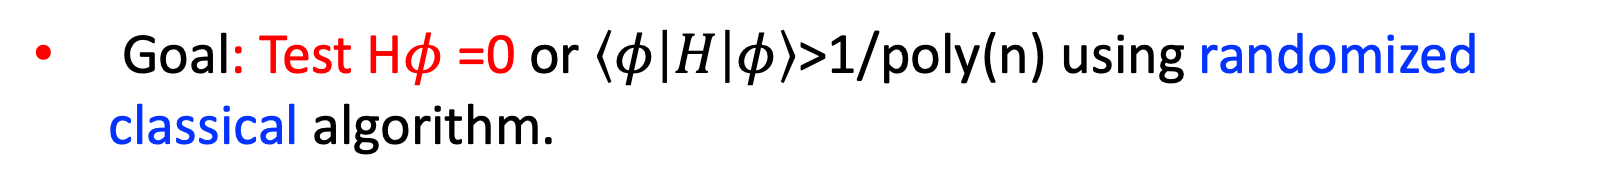 • Goal: Test H𝜙 =0 or ⟨𝜙|𝐻|𝜙⟩>1/poly(n) using randomized
classical algorithm.